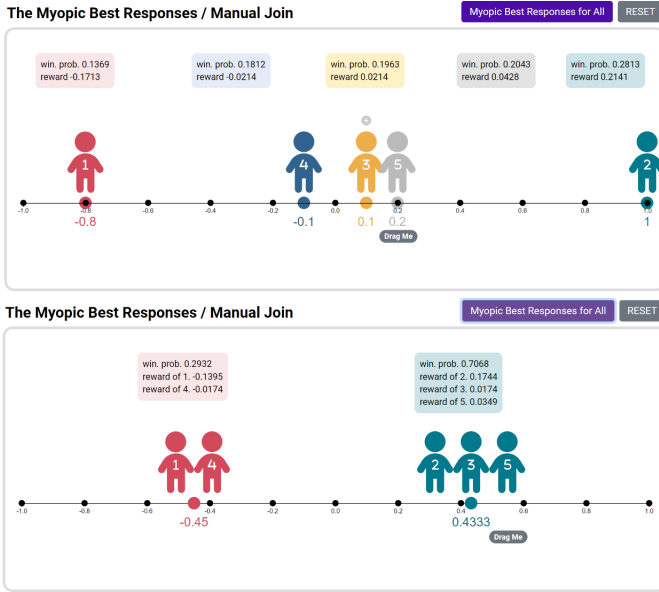 The Myopic Best Responses / Manual Join
Myopic Best Responses for All
RESET
win. prob. 0.1369
reward -0.1713
win. prob. 0.1812
reward -0.0214
win. prob. 0.1963
reward 0.0214
win. prob. 0.2043
reward 0.0428
win. prob. 0.2813
reward 0.2141
+
1
4
3
5
2
-1.0
-0.8
-0.6
-0.4
-0.2
0.0
0.2
0.4
0.6
0.8
1.0
-0.8
-0.1
0.1
0.2
1
Drag Me
The Myopic Best Responses / Manual Join
Myopic Best Responses for All
RESET
win. prob. 0.2932
reward of 1. -0.1395
reward of 4. -0.0174
win. prob. 0.7068
reward of 2. 0.1744
reward of 3. 0.0174
reward of 5. 0.0349
1
4
2
3
5
-1.0
-0.8
-0.6
-0.4
-0.2
0.0
0.2
0.4
0.6
0.8
1.0
-0.45
0.4333
Drag Me